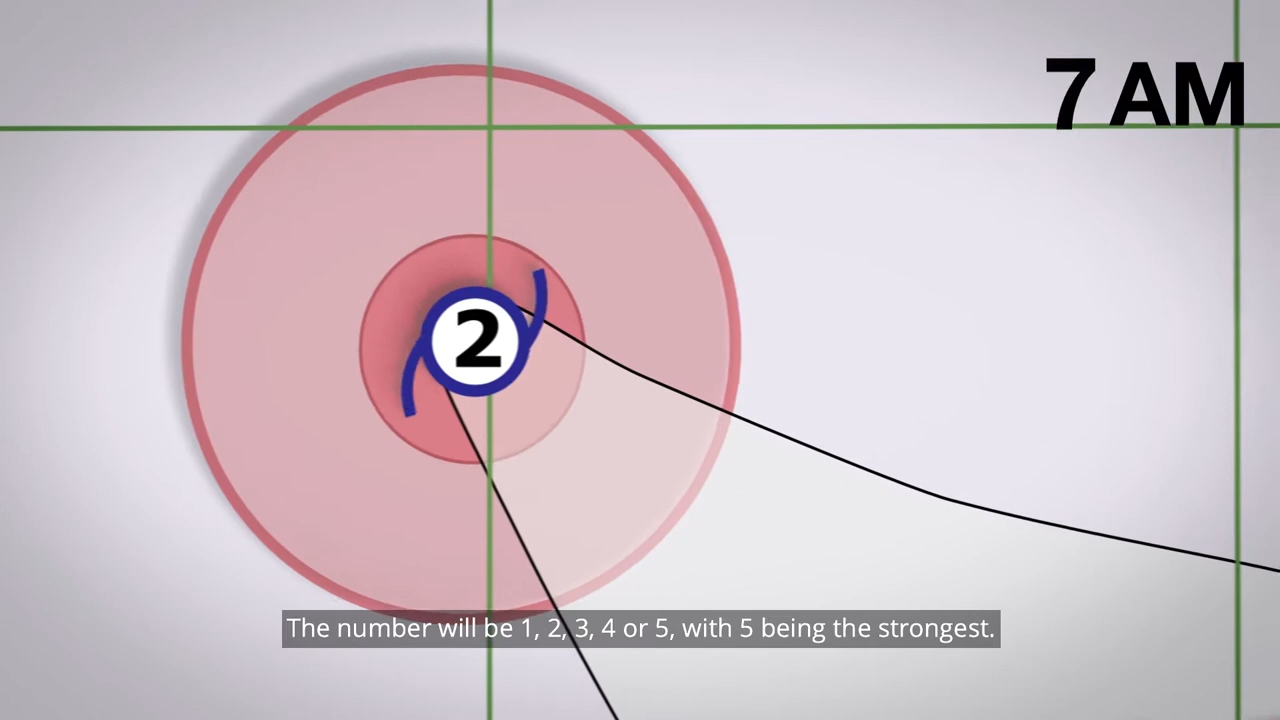 7 AM
2
The number will be 1, 2, 3, 4 or 5, with 5 being the strongest.